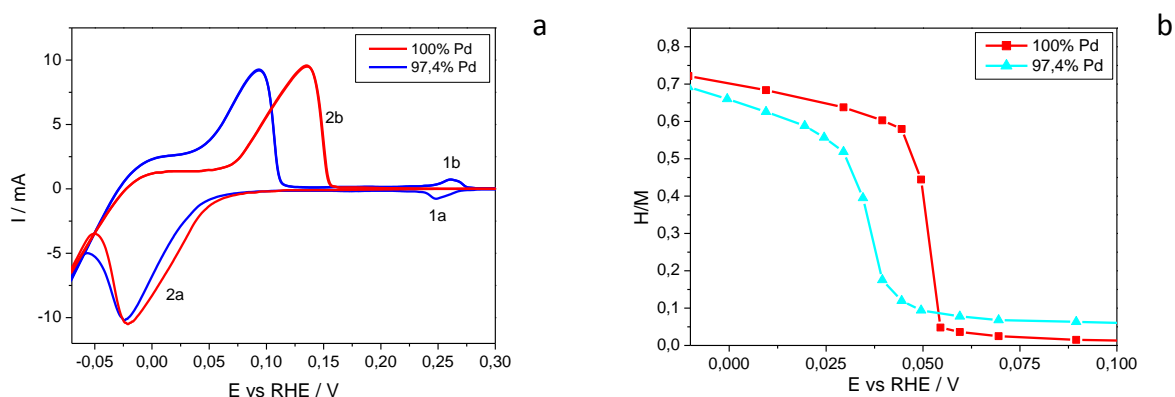 a
100% Pd
97,4% Pd
10
5
0
-5
-10
I / mA
2b
1b
1a
2a
-0,05 0,00 0,05 0,10 0,15 0,20 0,25 0,30
E vs RHE / V
b
100% Pd
97,4% Pd
0,8
0,7
0,6
0,5
0,4
0,3
0,2
0,1
0,0
H/M
0,000 0,025 0,050 0,075 0,100
E vs RHE / V